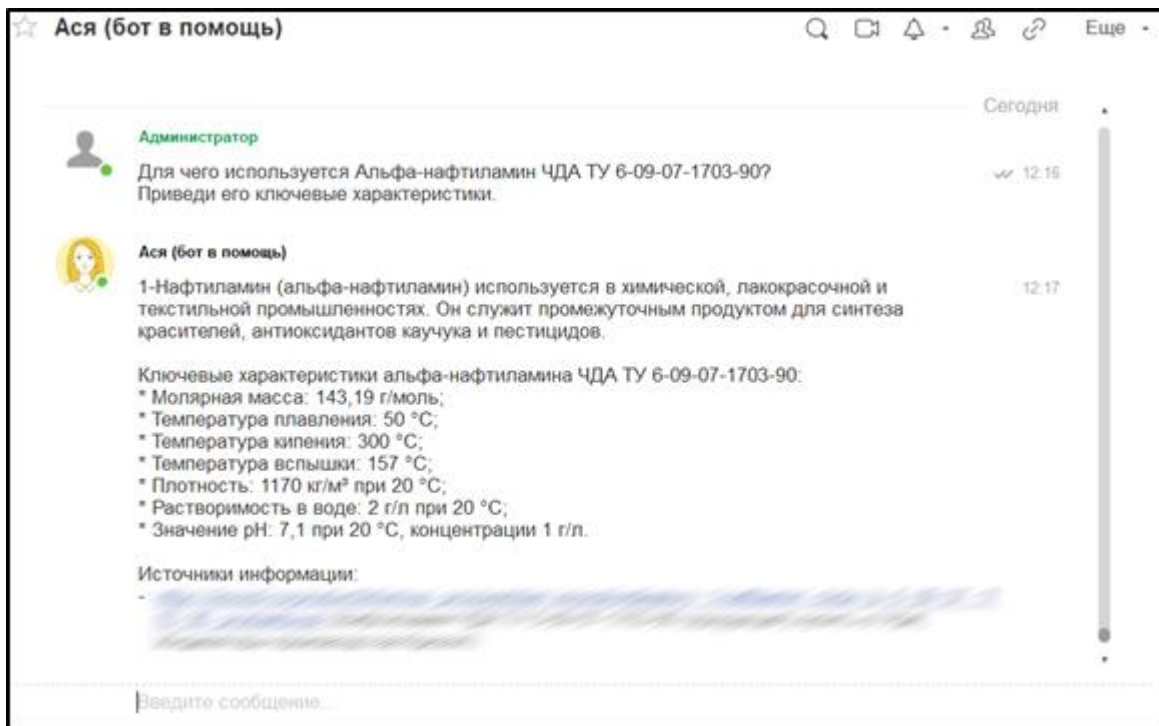 Ася (бот в помощь)
Еще
Сегодня
Администратор
Для чего используется Альфа-нафтиламин ЧДА ТУ 6-09-07-1703-90?
12:16
Приведи его ключевые характеристики.
Ася (бот в помощь)
1-Нафтиламин (альфа-нафтиламин) используется в химической, лакокрасочной и
12:17
текстильной промышленностях. Он служит промежуточным продуктом для синтеза
красителей, антиоксидантов каучука и пестицидов.
Ключевые характеристики альфа-нафтиламина ЧДА ТУ 6-09-07-1703-90:
* Молярная масса: 143,19 г/моль;
* Температура плавления: 50 °C;
* Температура кипения: 300 °C;
* Температура вспышки: 157 °C;
* Плотность: 1170 кг/м³ при 20 °C;
* Растворимость в воде: 2 г/л при 20 °C;
* Значение pH: 7,1 при 20 °C, концентрации 1 г/л.
Источники информации:
-
Введите сообщение...